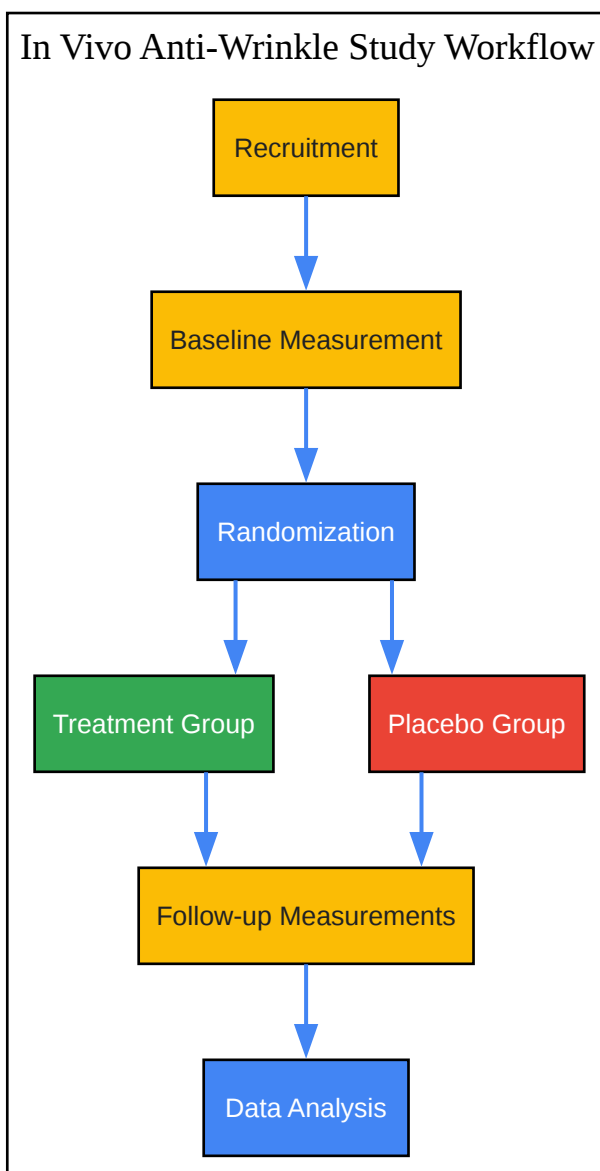 In Vivo Anti-Wrinkle Study Workflow
Recruitment
Baseline Measurement
Randomization
Treatment Group
Placebo Group
Follow-up Measurements
Data Analysis